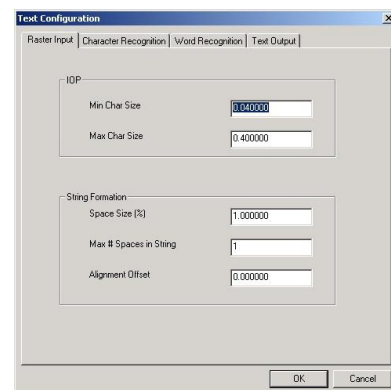 Text Configuration
Raster Input Character Recognition Word Recognition Text Output
IOP
Min Char Size 0.040000
Max Char Size 0.400000
String Formation
Space Size (%) 1.000000
Max # Spaces in String 1
Alignment Offset 0.000000
OK Cancel